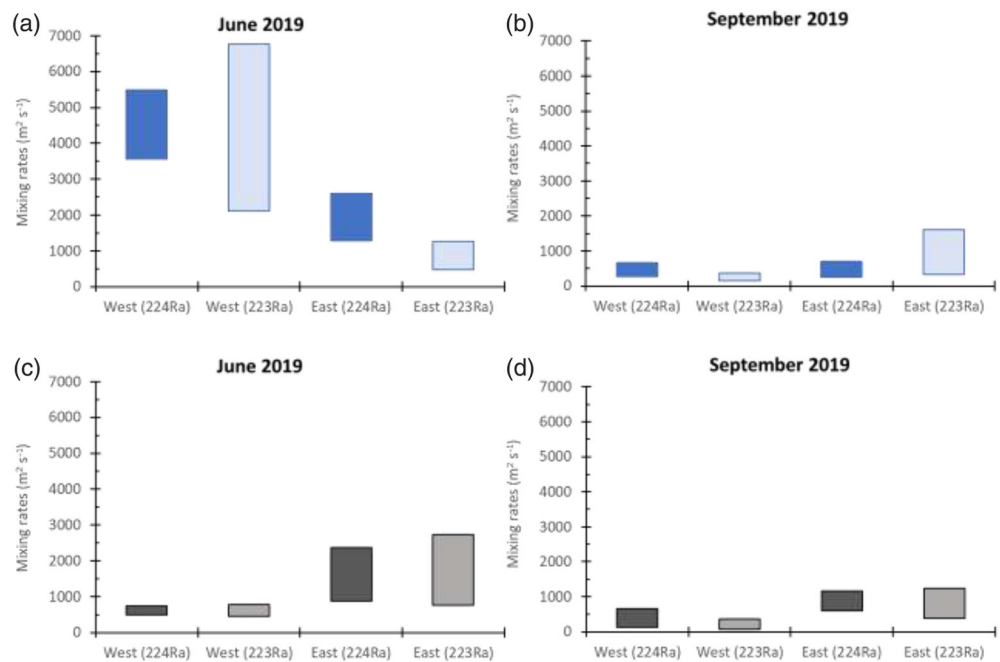 (a)
June 2019
Mixing rates (m² s⁻¹)
7000
6000
5000
4000
3000
2000
1000
0
West (224Ra) West (223Ra) East (224Ra) East (223Ra)
(b)
September 2019
Mixing rates (m² s⁻¹)
7000
6000
5000
4000
3000
2000
1000
0
West (224Ra) West (223Ra) East (224Ra) East (223Ra)
(c)
June 2019
Mixing rates (m² s⁻¹)
7000
6000
5000
4000
3000
2000
1000
0
West (224Ra) West (223Ra) East (224Ra) East (223Ra)
(d)
September 2019
Mixing rates (m² s⁻¹)
7000
6000
5000
4000
3000
2000
1000
0
West (224Ra) West (223Ra) East (224Ra) East (223Ra)